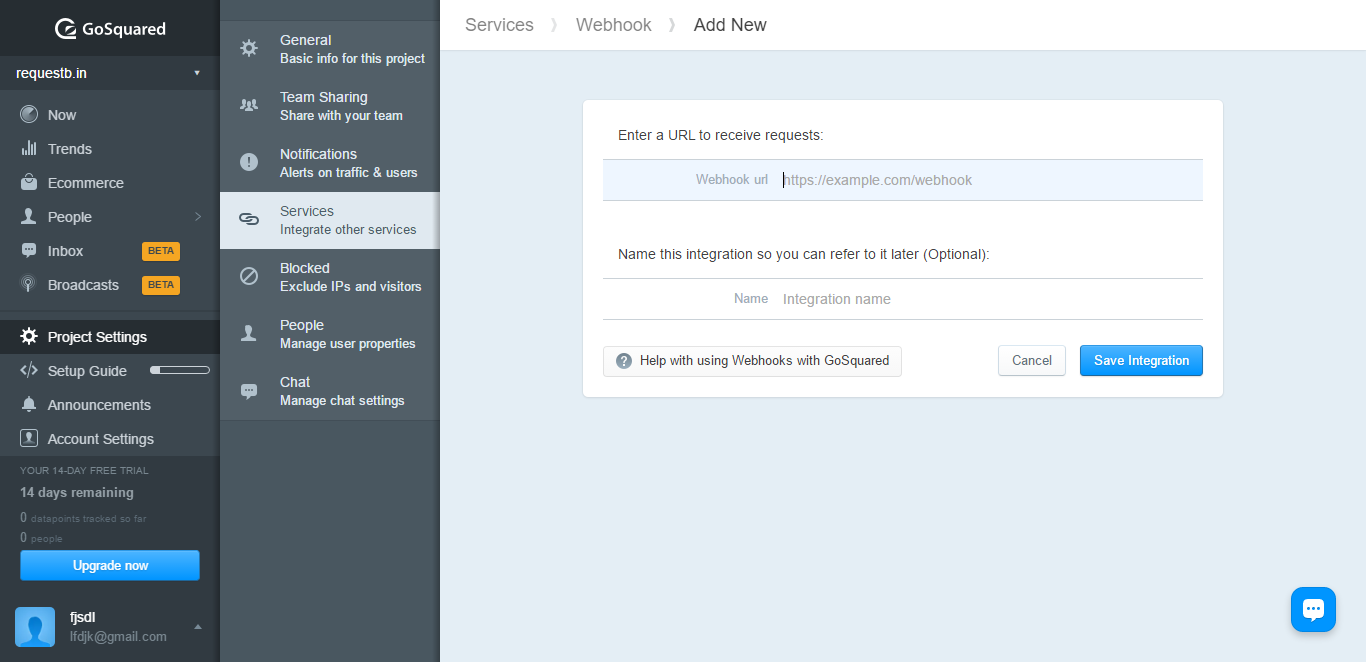 GoSquared
requestb.in
Now
Trends
Ecommerce
People
Inbox BETA
Broadcasts BETA
Project Settings
Setup Guide
Announcements
Account Settings
YOUR 14-DAY FREE TRIAL
14 days remaining
0 datapoints tracked so far
0 people
Upgrade now
fjsdl
lfdjk@gmail.com
General
Basic info for this project
Team Sharing
Share with your team
Notifications
Alerts on traffic & users
Services
Integrate other services
Blocked
Exclude IPs and visitors
People
Manage user properties
Chat
Manage chat settings
Services Webhook Add New
Enter a URL to receive requests:
Webhook url https://example.com/webhook
Name this integration so you can refer to it later (Optional):
Name Integration name
? Help with using Webhooks with GoSquared Cancel Save Integration